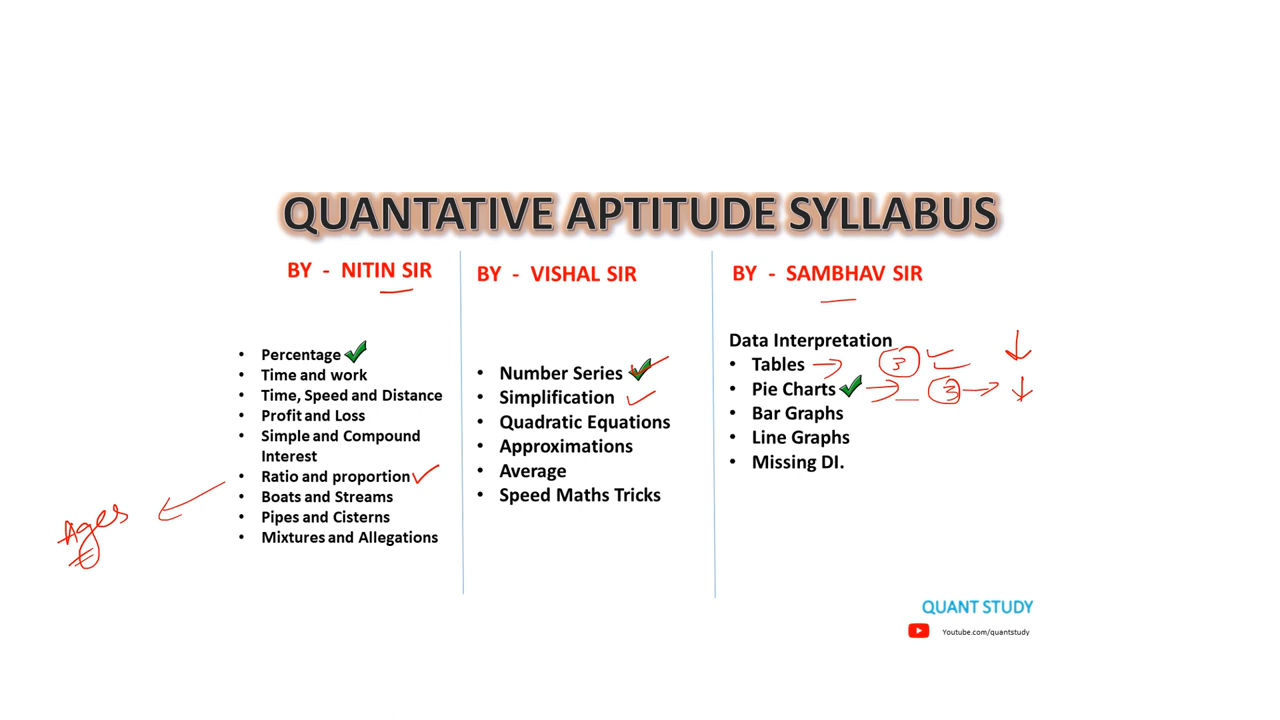 QUANTATIVE APTITUDE SYLLABUS
BY - NITIN SIR
• Percentage
• Time and work
• Time, Speed and Distance
• Profit and Loss
• Simple and Compound
Interest
• Ratio and proportion
• Boats and Streams
• Pipes and Cisterns
• Mixtures and Allegations
Ages
BY - VISHAL SIR
• Number Series
• Simplification
• Quadratic Equations
• Approximations
• Average
• Speed Maths Tricks
BY - SAMBHAV SIR
Data Interpretation
• Tables → 3
• Pie Charts → 3 →
• Bar Graphs
• Line Graphs
• Missing DI.
QUANT STUDY
Youtube.com/quantstudy